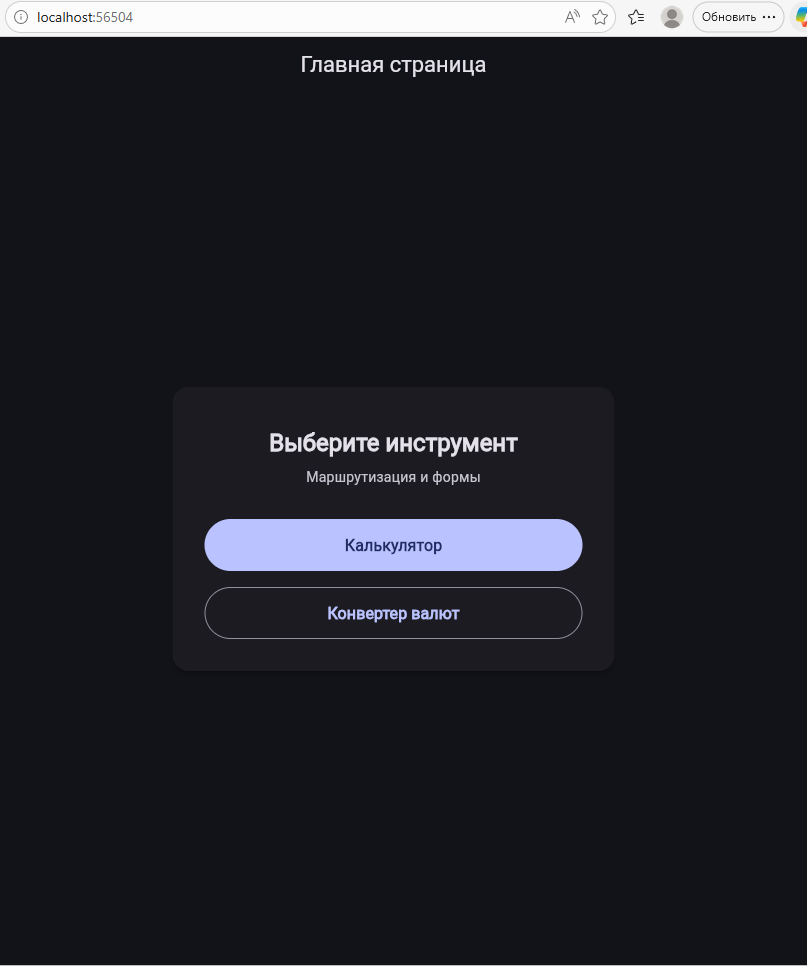 localhost:56504
Обновить
Главная страница
Выберите инструмент
Маршрутизация и формы
Калькулятор
Конвертер валют